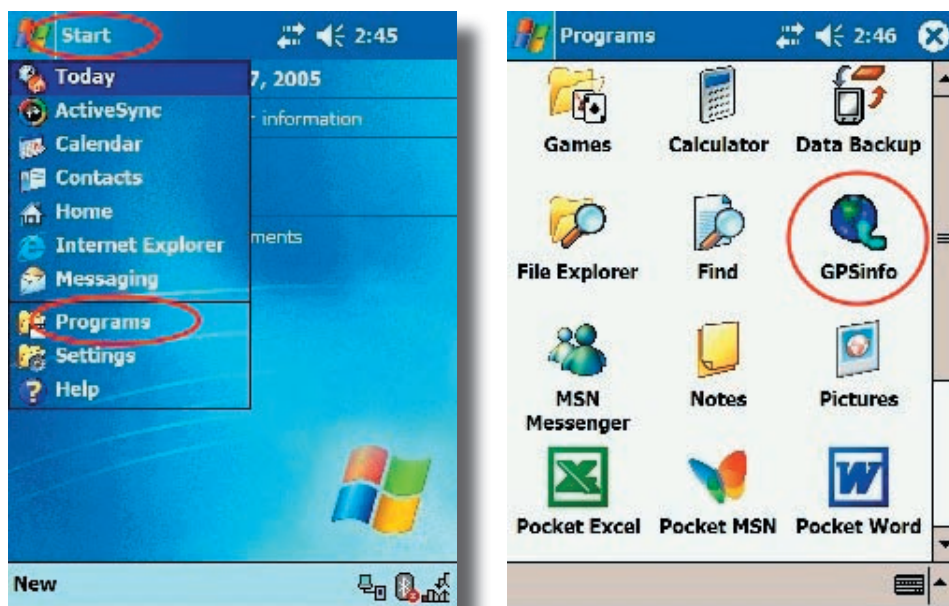 Start
2:45
Today
7, 2005
ActiveSync
information
Calendar
Contacts
Home
ments
Internet Explorer
Messaging
Programs
Settings
Help
New
Programs
2:46
Games
Calculator
Data Backup
File Explorer
Find
GPSinfo
MSN
Messenger
Notes
Pictures
Pocket Excel
Pocket MSN
Pocket Word